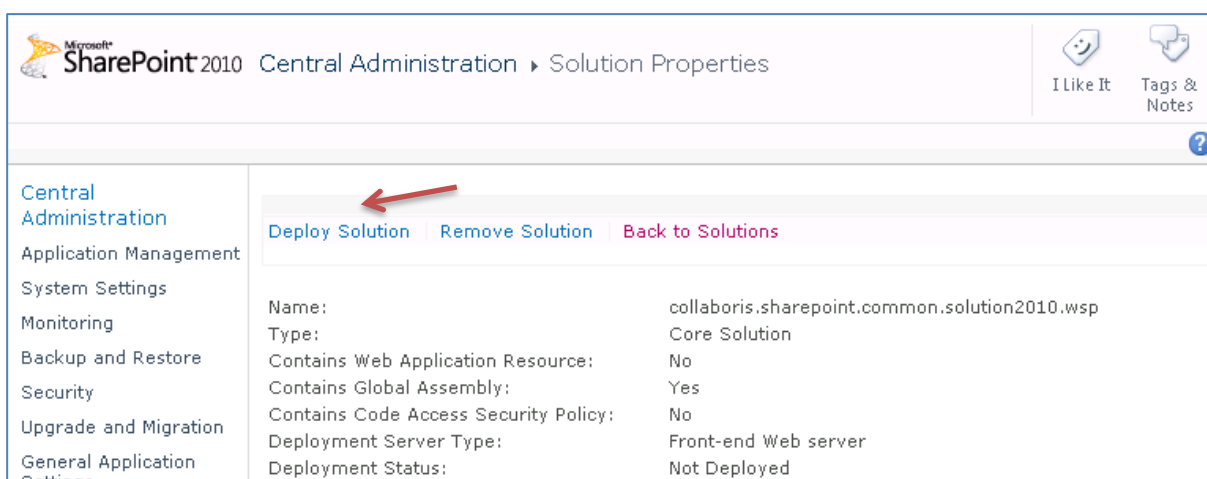 Microsoft
SharePoint 2010 Central Administration ▸ Solution Properties
I Like It
Tags &
Notes
?
Central
Administration
Application Management
System Settings
Monitoring
Backup and Restore
Security
Upgrade and Migration
General Application
Deploy Solution
Remove Solution
Back to Solutions
Name: collaboris.sharepoint.common.solution2010.wsp
Type: Core Solution
Contains Web Application Resource: No
Contains Global Assembly: Yes
Contains Code Access Security Policy: No
Deployment Server Type: Front-end Web server
Deployment Status: Not Deployed